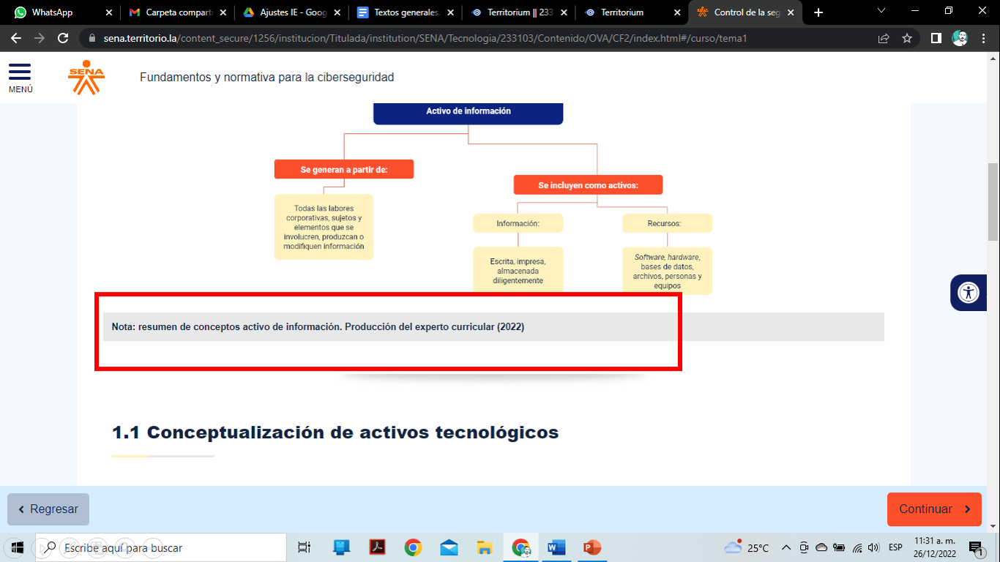 WhatsApp
Carpeta comparti
Ajustes IE - Goog
Textos generales.
Territorium || 233
Territorium
Control de la seg
sena.territorio.la/content_secure/1256/institucion/Titulada/institution/SENA/Tecnologia/233103/Contenido/OVA/CF2/index.html#/curso/tema1
MENÚ
SENA
Fundamentos y normativa para la ciberseguridad
Activo de información
Se generan a partir de:
Todas las labores
corporativas, sujetos y
elementos que se
involucren, produzcan o
modifiquen información
Se incluyen como activos:
Información:
Escrita, impresa,
almacenada
diligentemente
Recursos:
Software, hardware,
bases de datos,
archivos, personas y
equipos
Nota: resumen de conceptos activo de información. Producción del experto curricular (2022)
1.1 Conceptualización de activos tecnológicos
Regresar
Continuar
Escribe aquí para buscar
25°C
ESP
11:31 a. m.
26/12/2022
1